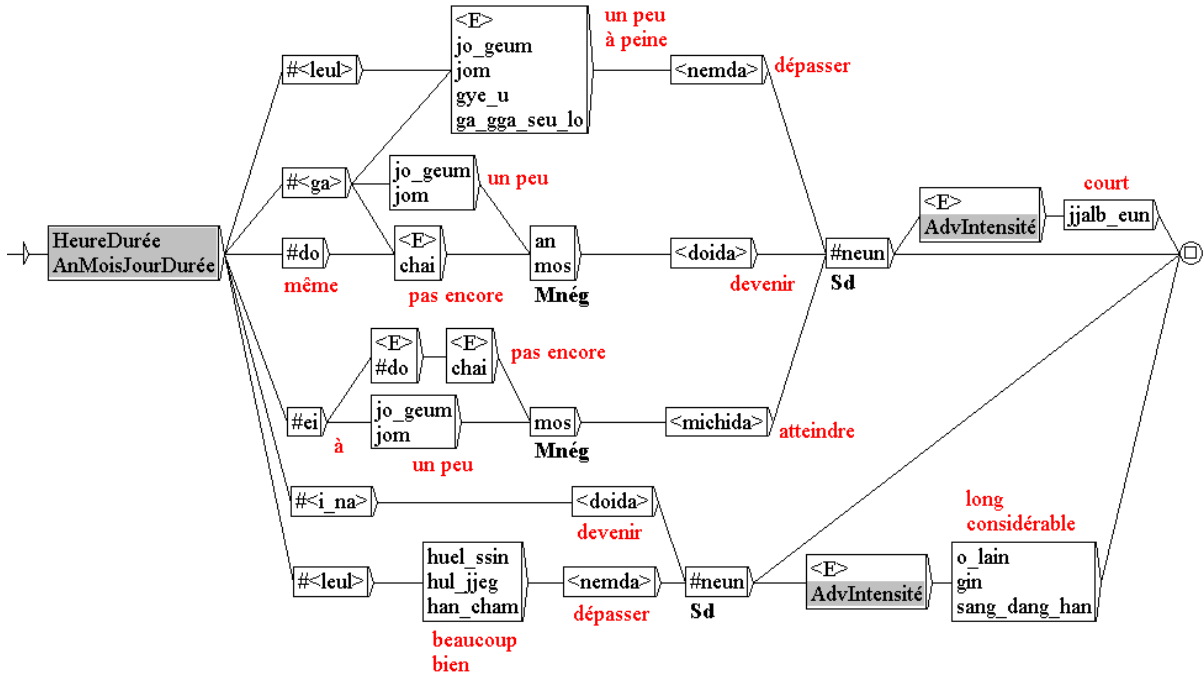 <E>
jo_geum
jom
gye_u
ga_gga_seu_lo
un peu
à peine
#<leul>
<nemda>
dépasser
#<ga>
jo_geum
jom
un peu
<E>
AdvIntensité
court
jjalb_eun
HeureDurée
AnMoisJourDurée
#do
même
<E>
chai
pas encore
an
mos
Mnég
<doida>
devenir
#neun
Sd
<E>
#do
<E>
chai
pas encore
#ei
à
jo_geum
jom
un peu
mos
Mnég
<michida>
atteindre
#<i_na>
<doida>
devenir
long
considérable
#<leul>
huel_ssin
hul_jjeg
han_cham
beaucoup
bien
<nemda>
dépasser
#neun
Sd
<E>
AdvIntensité
o_lain
gin
sang_dang_han